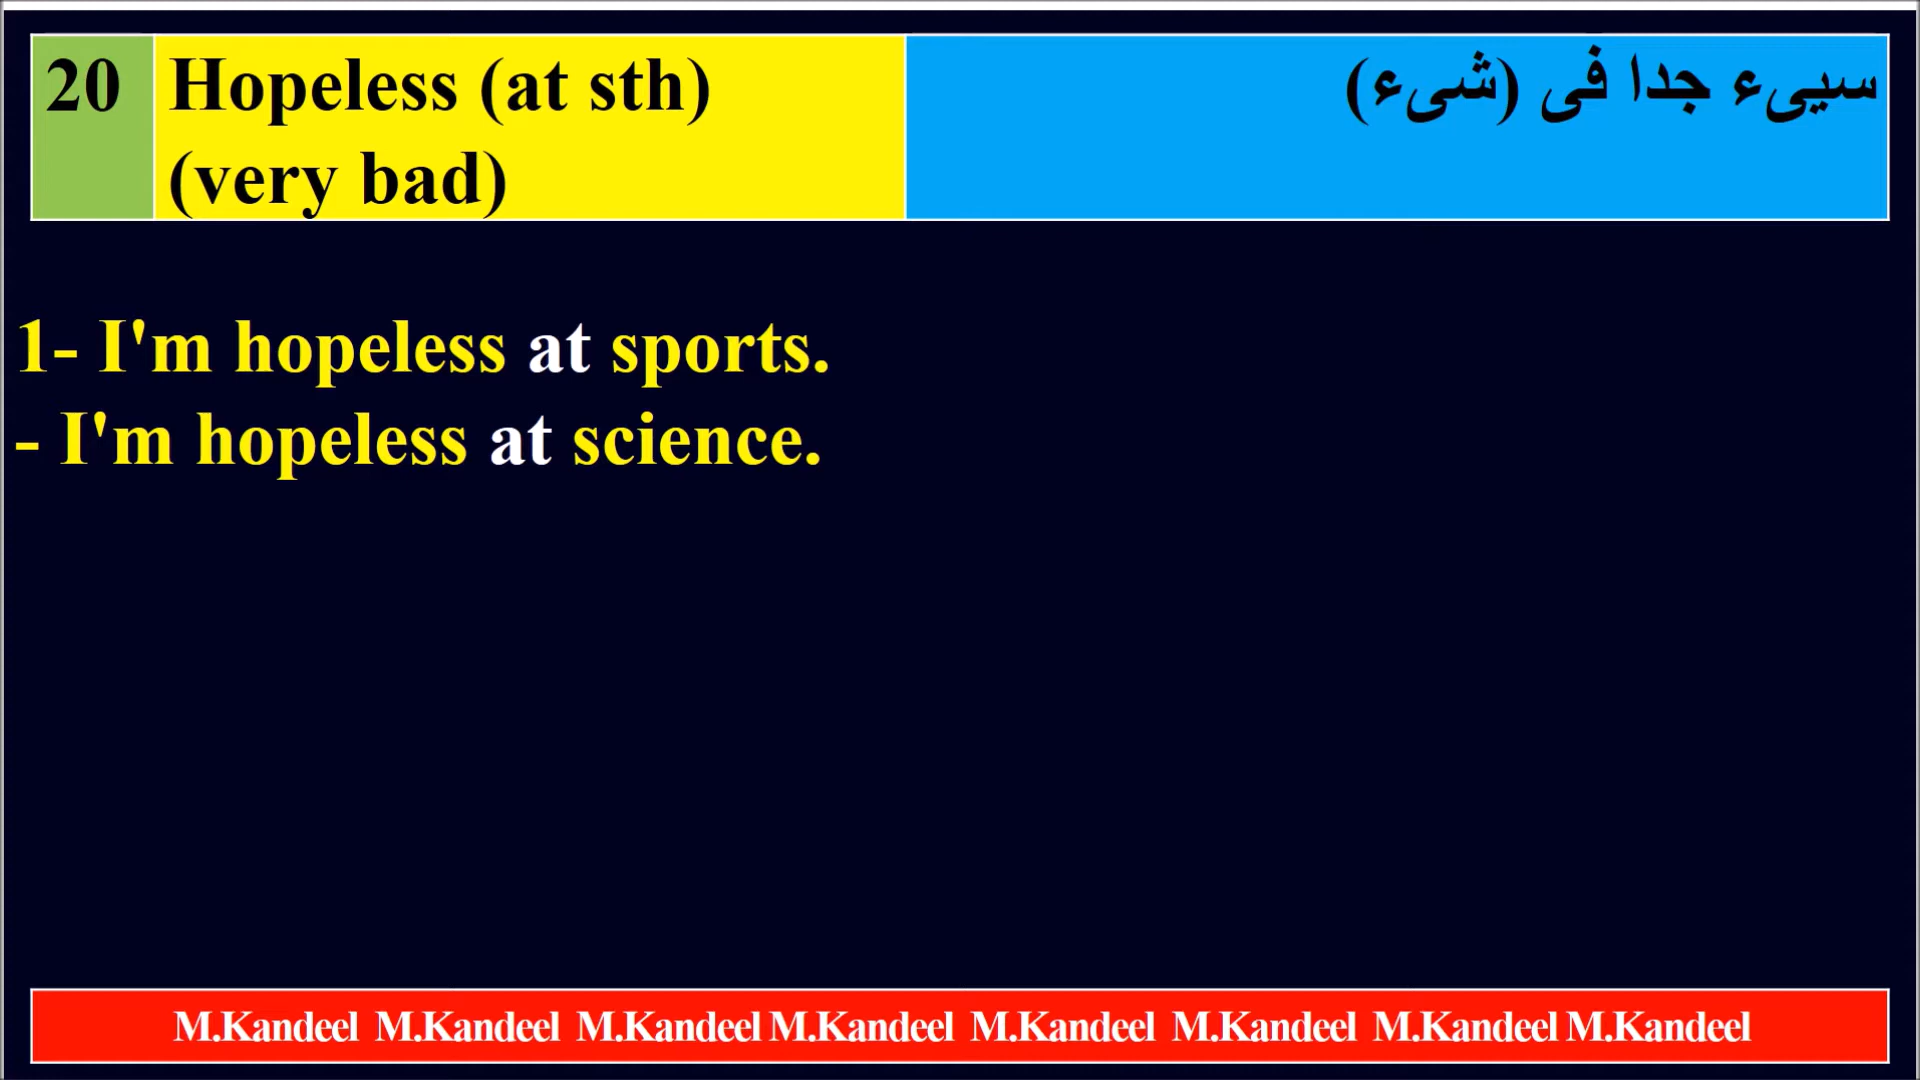 20 Hopeless (at sth) سييء جدا فى (شىء)
(very bad)
1- I'm hopeless at sports.
- I'm hopeless at science.
M.Kandeel M.Kandeel M.Kandeel M.Kandeel M.Kandeel M.Kandeel M.Kandeel M.Kandeel